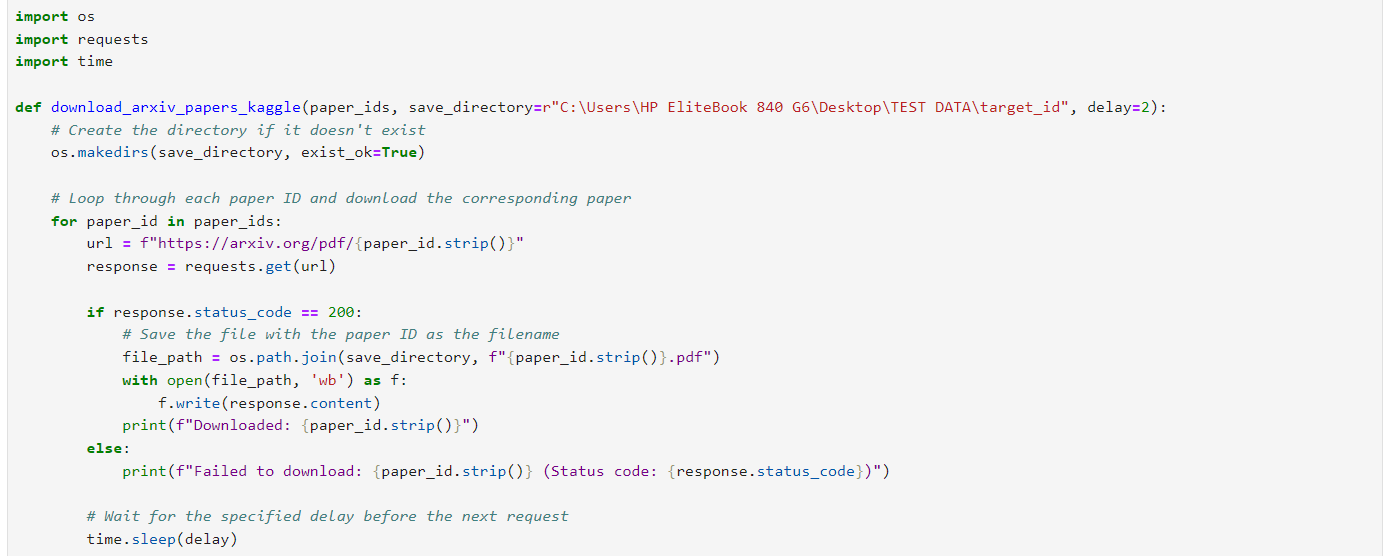 import os
import requests
import time
def download_arxiv_papers_kaggle(paper_ids, save_directory=r"C:\Users\HP EliteBook 840 G6\Desktop\TEST DATA\target_id", delay=2):
    # Create the directory if it doesn't exist
    os.makedirs(save_directory, exist_ok=True)
    # Loop through each paper ID and download the corresponding paper
    for paper_id in paper_ids:
        url = f"https://arxiv.org/pdf/{paper_id.strip()}"
        response = requests.get(url)
        if response.status_code == 200:
            # Save the file with the paper ID as the filename
            file_path = os.path.join(save_directory, f"{paper_id.strip()}.pdf")
            with open(file_path, 'wb') as f:
                f.write(response.content)
            print(f"Downloaded: {paper_id.strip()}")
        else:
            print(f"Failed to download: {paper_id.strip()} (Status code: {response.status_code})")
        # Wait for the specified delay before the next request
        time.sleep(delay)